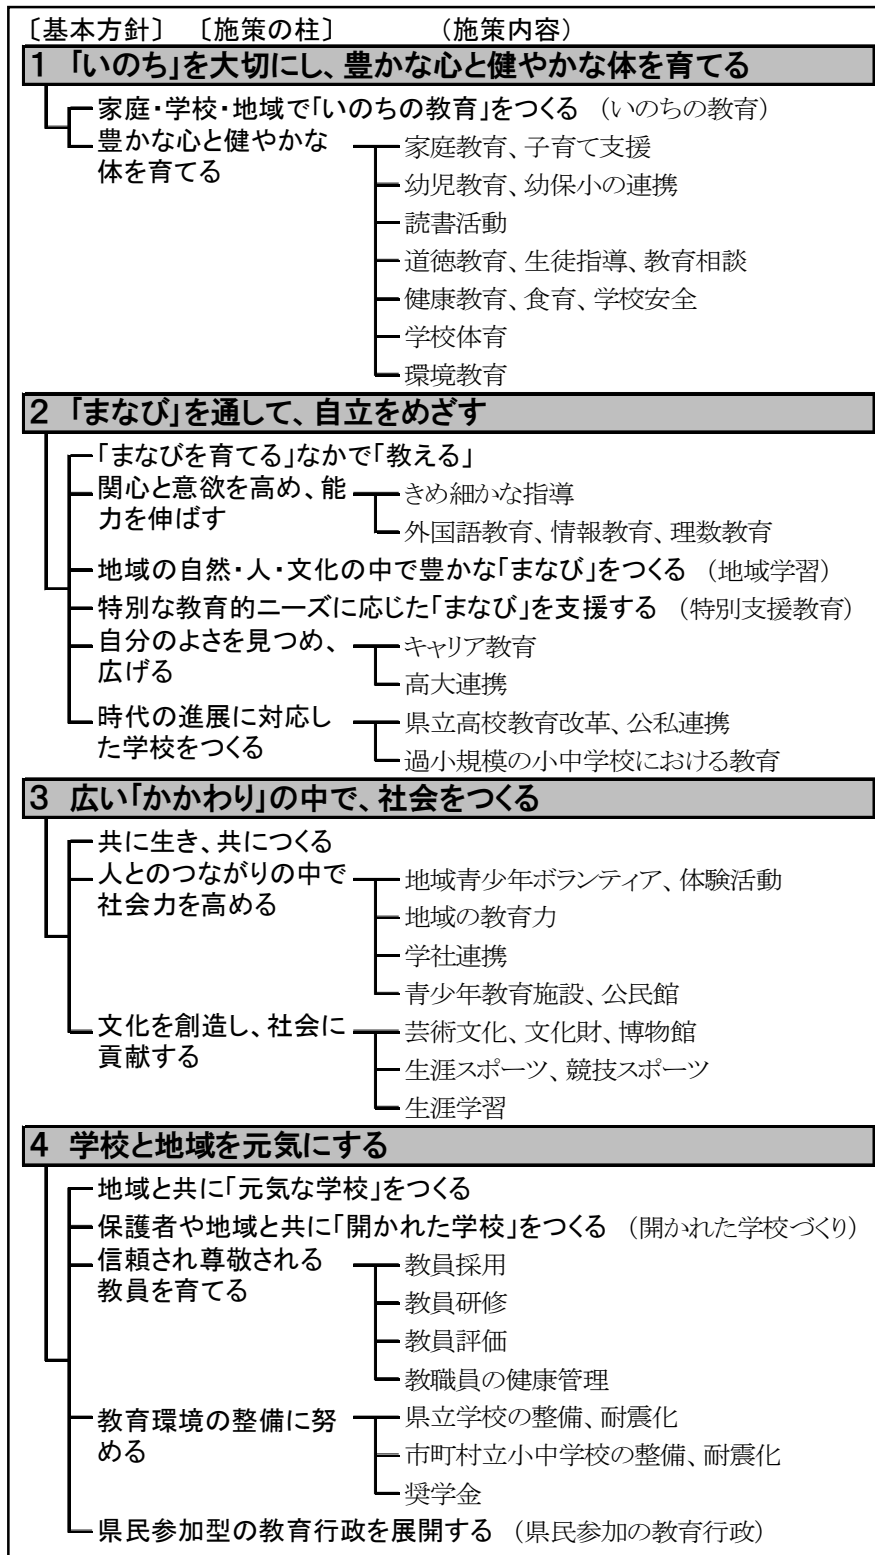 〔基本方針〕 〔施策の柱〕 （施策内容）
1 「いのち」を大切にし、豊かな心と健やかな体を育てる
家庭・学校・地域で「いのちの教育」をつくる （いのちの教育）
豊かな心と健やかな
体を育てる
家庭教育、子育て支援
幼児教育、幼保小の連携
読書活動
道徳教育、生徒指導、教育相談
健康教育、食育、学校安全
学校体育
環境教育
2 「まなび」を通して、自立をめざす
「まなびを育てる」なかで「教える」
関心と意欲を高め、能
力を伸ばす
きめ細かな指導
外国語教育、情報教育、理数教育
地域の自然・人・文化の中で豊かな「まなび」をつくる （地域学習）
特別な教育的ニーズに応じた「まなび」を支援する （特別支援教育）
自分のよさを見つめ、
広げる
キャリア教育
高大連携
時代の進展に対応し
た学校をつくる
県立高校教育改革、公私連携
過小規模の小中学校における教育
3 広い「かかわり」の中で、社会をつくる
共に生き、共につくる
人とのつながりの中で
社会力を高める
地域青少年ボランティア、体験活動
地域の教育力
学社連携
青少年教育施設、公民館
文化を創造し、社会に
貢献する
芸術文化、文化財、博物館
生涯スポーツ、競技スポーツ
生涯学習
4 学校と地域を元気にする
地域と共に「元気な学校」をつくる
保護者や地域と共に「開かれた学校」をつくる （開かれた学校づくり）
信頼され尊敬される
教員を育てる
教員採用
教員研修
教員評価
教職員の健康管理
教育環境の整備に努
める
県立学校の整備、耐震化
市町村立小中学校の整備、耐震化
奨学金
県民参加型の教育行政を展開する （県民参加の教育行政）